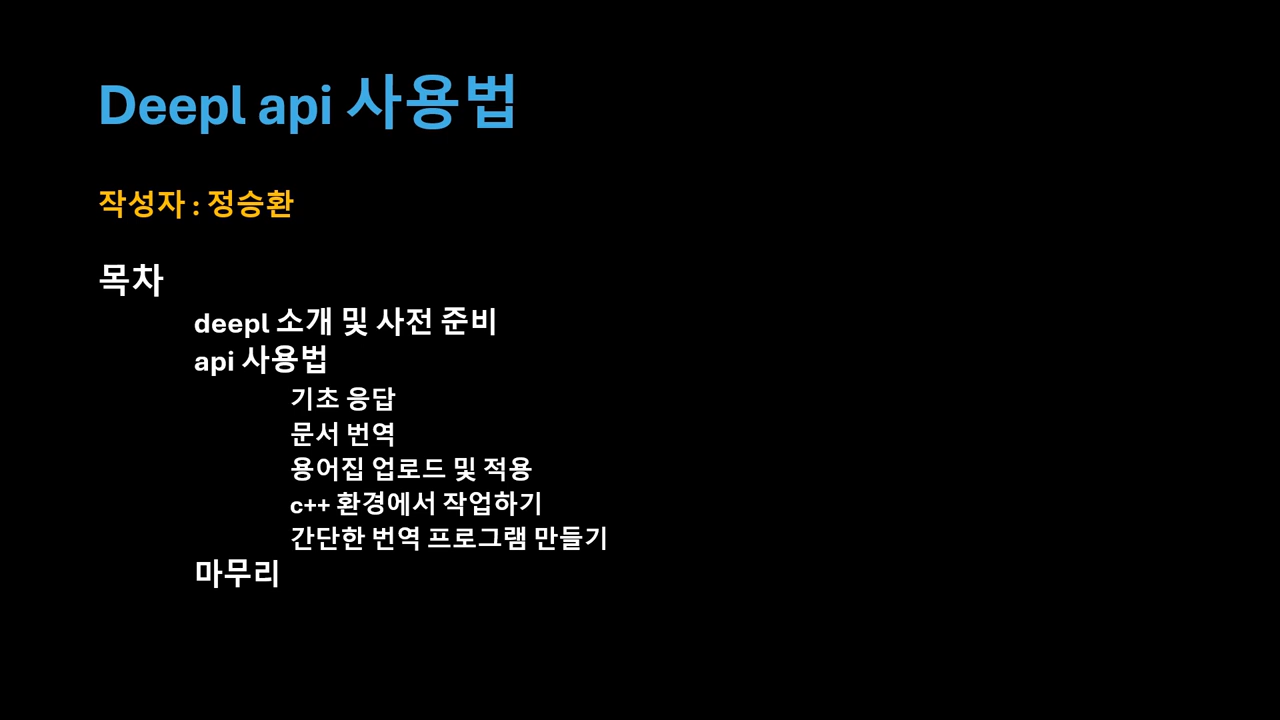 Deepl api 사용법
작성자 : 정승환
목차
deepl 소개 및 사전 준비
api 사용법
기초 응답
문서 번역
용어집 업로드 및 적용
c++ 환경에서 작업하기
간단한 번역 프로그램 만들기
마무리